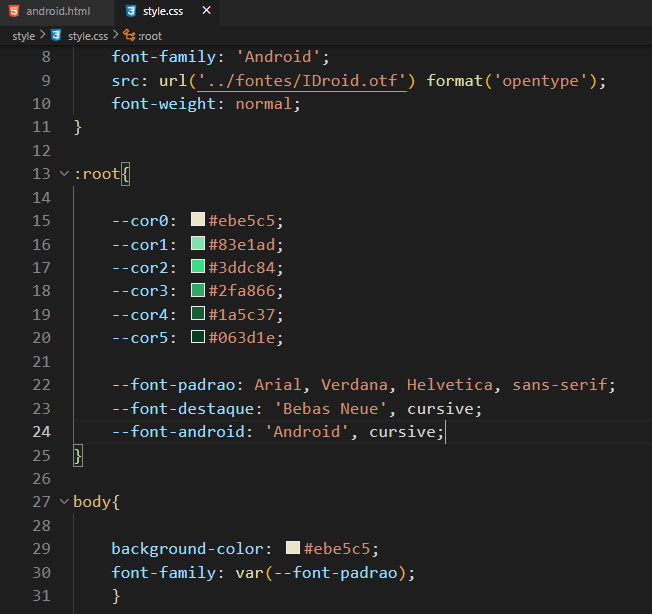 android.html style.css
style > style.css > :root
8 font-family: 'Android';
9 src: url('../fontes/IDroid.otf') format('opentype');
10 font-weight: normal;
11 }
12
13 :root{
14
15 --cor0: #ebe5c5;
16 --cor1: #83e1ad;
17 --cor2: #3ddc84;
18 --cor3: #2fa866;
19 --cor4: #1a5c37;
20 --cor5: #063d1e;
21
22 --font-padrao: Arial, Verdana, Helvetica, sans-serif;
23 --font-destaque: 'Bebas Neue', cursive;
24 --font-android: 'Android', cursive;
25 }
26
27 body{
28
29 background-color: #ebe5c5;
30 font-family: var(--font-padrao);
31 }